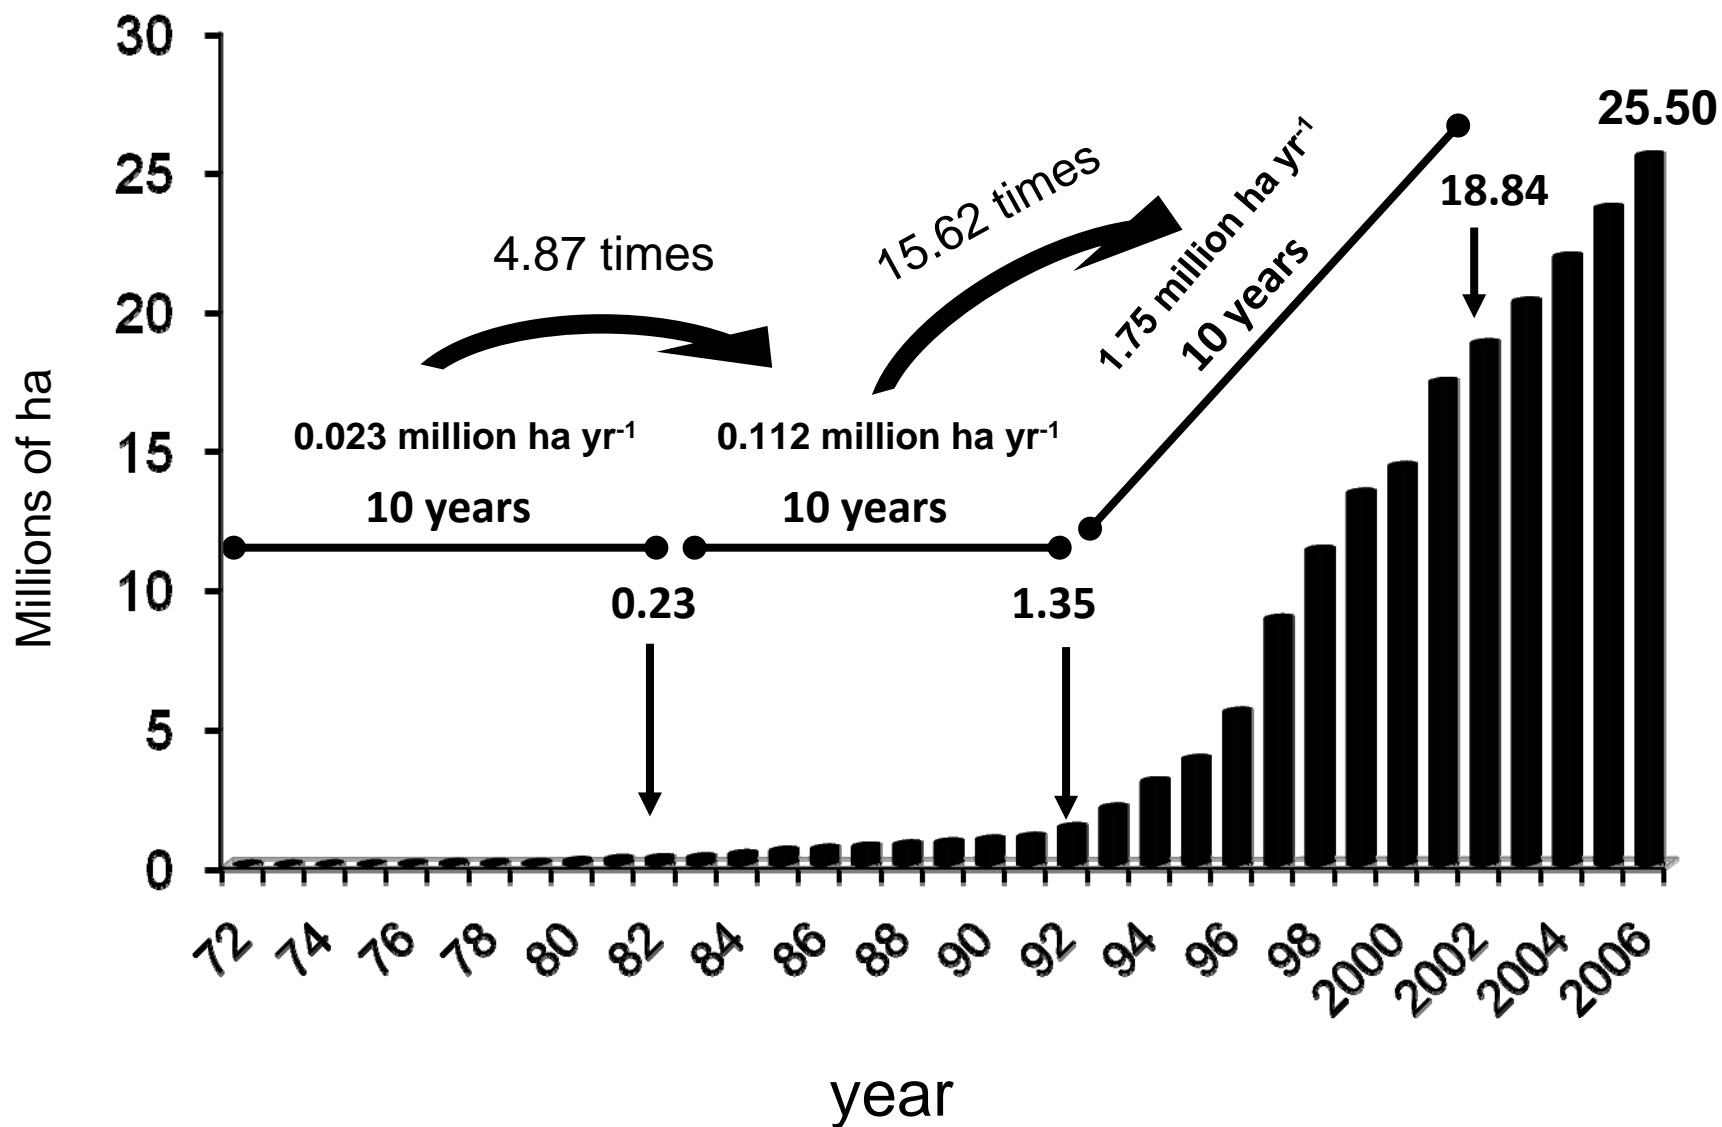 30
25
20
15
10
5
0
Millions of ha
4.87 times
15.62 times
0.023 million ha yr-1
10 years
0.112 million ha yr-1
10 years
1.75 million ha yr-1
10 years
0.23
1.35
18.84
25.50
72
74
76
78
80
82
84
86
88
90
92
94
96
98
2000
2002
2004
2006
year